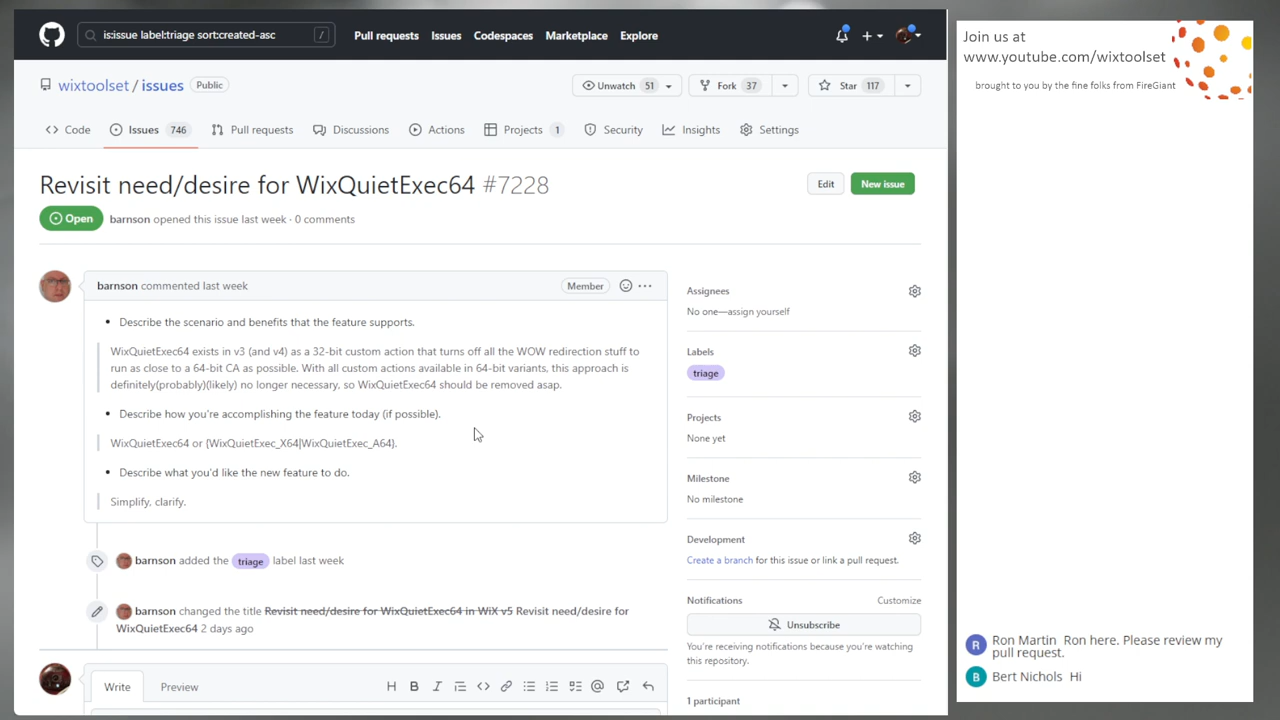 isissue label:triage sort:created-asc
/
Pull requests Issues Codespaces Marketplace Explore
wixtoolset / issues Public
Unwatch 51 Fork 37 Star 117
Code Issues 746 Pull requests Discussions Actions Projects 1 Security Insights Settings
Revisit need/desire for WixQuietExec64 #7228
Edit New issue
Open barnson opened this issue last week · 0 comments
barnson commented last week Member
• Describe the scenario and benefits that the feature supports.
WixQuietExec64 exists in v3 (and v4) as a 32-bit custom action that turns off all the WOW redirection stuff to
run as close to a 64-bit CA as possible. With all custom actions available in 64-bit variants, this approach is
definitely(probably)(likely) no longer necessary, so WixQuietExec64 should be removed asap.
• Describe how you're accomplishing the feature today (if possible).
WixQuietExec64 or {WixQuietExec_X64|WixQuietExec_A64}.
• Describe what you'd like the new feature to do.
Simplify, clarify.
barnson added the triage label last week
barnson changed the title Revisit need/desire for WixQuietExec64 in WiX v5 Revisit need/desire for
WixQuietExec64 2 days ago
Write Preview
H B I
Assignees
No one—assign yourself
Labels
triage
Projects
None yet
Milestone
No milestone
Development
Create a branch for this issue or link a pull request.
Notifications Customize
Unsubscribe
You're receiving notifications because you're watching
this repository.
1 participant
Join us at
www.youtube.com/wixtoolset
brought to you by the fine folks from FireGiant
R Ron Martin Ron here. Please review my
pull request.
B Bert Nichols Hi